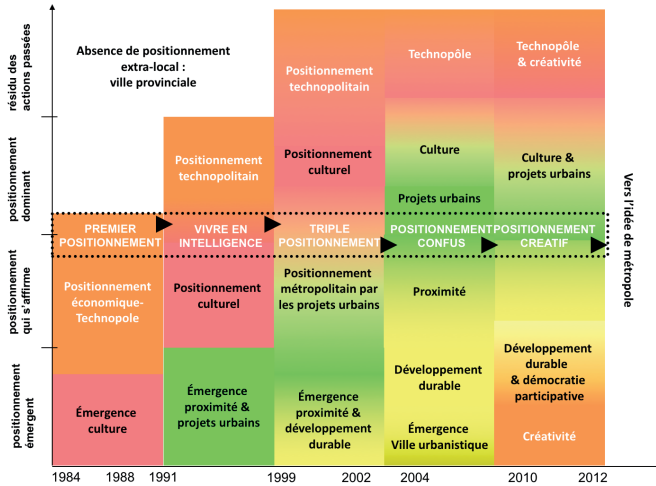 résidu des
actions passées
positionnement
dominant
positionnement
qui s'affirme
positionnement
émergent
Absence de positionnement
extra-local :
ville provinciale
PREMIER
POSITIONNEMENT
Positionnement
économique-
Technopole
Émergence
culture
Positionnement
technopolitain
VIVRE EN
INTELLIGENCE
Positionnement
culturel
Émergence
proximité &
projets urbains
Positionnement
technopolitain
Positionnement
culturel
TRIPLE
POSITIONNEMENT
Positionnement
métropolitain par
les projets urbains
Émergence
proximité &
développement
durable
Technopôle
Culture
Projets urbains
POSITIONNEMENT
CONFUS
Proximité
Développement
durable
Émergence
Ville urbanistique
Technopôle
& créativité
Culture &
projets urbains
POSITIONNEMENT
CREATIF
Développement
durable
& démocratie
participative
Créativité
Vers l'idée de métropole
1984 1988 1991 1999 2002 2004 2010 2012